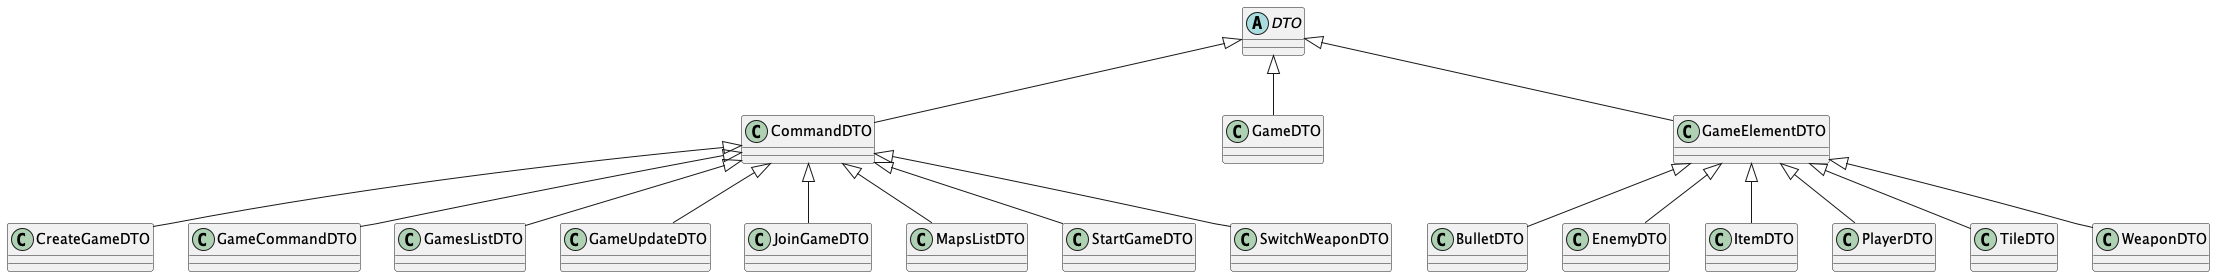 A DTO
C CommandDTO
C GameDTO
C GameElementDTO
C CreateGameDTO
C GameCommandDTO
C GamesListDTO
C GameUpdateDTO
C JoinGameDTO
C MapsListDTO
C StartGameDTO
C SwitchWeaponDTO
C BulletDTO
C EnemyDTO
C ItemDTO
C PlayerDTO
C TileDTO
C WeaponDTO